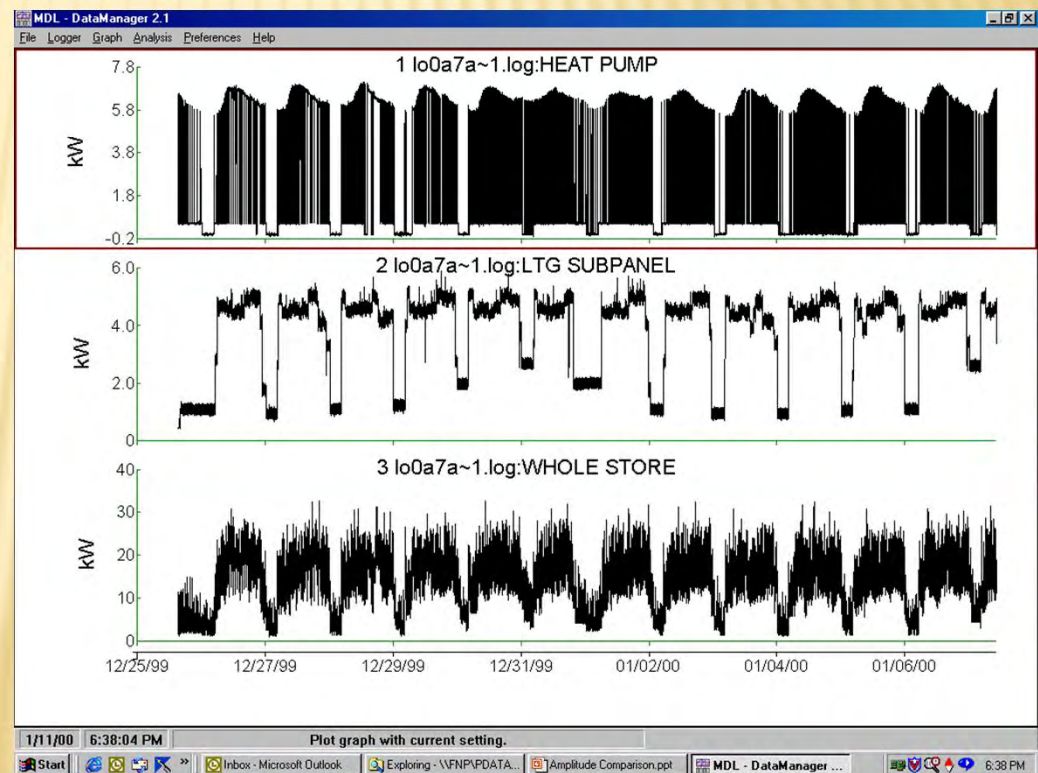 MDL - DataManager 2.1
File Logger Graph Analysis Preferences Help
1 lo0a7a~1.log:HEAT PUMP
7.8
5.8
3.8
1.8
-0.2
kW
2 lo0a7a~1.log:LTG SUBPANEL
6.0
4.0
2.0
0
kW
3 lo0a7a~1.log:WHOLE STORE
40
30
20
10
0
kW
12/25/99 12/27/99 12/29/99 12/31/99 01/02/00 01/04/00 01/06/00
1/11/00 6:38:04 PM Plot graph with current setting.
Start » Inbox - Microsoft Outlook Exploring - \\FNP\PDATA... Amplitude Comparison.ppt MDL - DataManager ... 6:38 PM